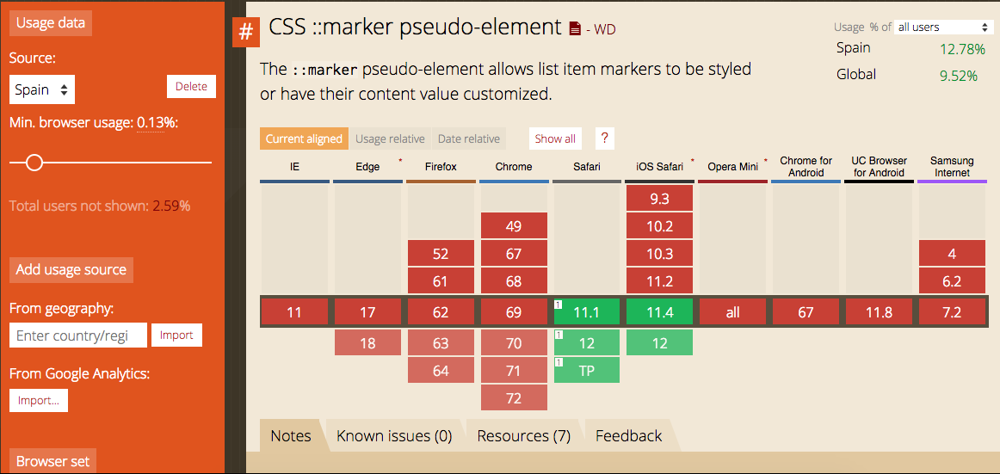 Usage data
Source:
Spain
Delete
Min. browser usage: 0.13%:
Total users not shown: 2.59%
Add usage source
From geography:
Enter country/regi
Import
From Google Analytics:
Import...
Browser set
#
CSS ::marker pseudo-element - WD
Usage % of all users
Spain 12.78%
Global 9.52%
The ::marker pseudo-element allows list item markers to be styled
or have their content value customized.
Current aligned Usage relative Date relative Show all ?
IE Edge * Firefox Chrome Safari iOS Safari * Opera Mini * Chrome for Android UC Browser for Android Samsung Internet
9.3
49 10.2
52 67 10.3 4
61 68 11.2 6.2
11 17 62 69 1 11.1 11.4 all 67 11.8 7.2
18 63 70 1 12 12
64 71 1 TP
72
Notes Known issues (0) Resources (7) Feedback